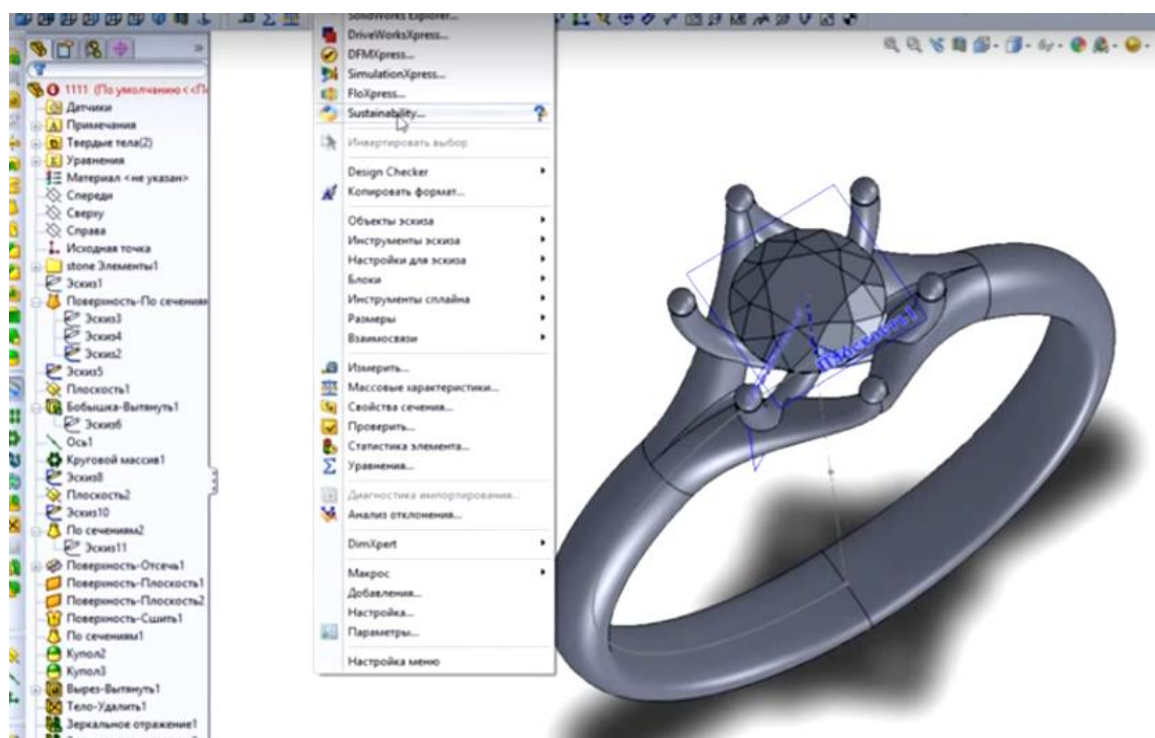 1111 (По умолчанию<<П
Датчики
Примечания
Твердые тела(2)
Уравнения
Материал <не указан>
Спереди
Сверху
Справа
Исходная точка
stone Элементы1
Эскиз1
Поверхность-По сечениям
Эскиз3
Эскиз4
Эскиз2
Эскиз5
Плоскость1
Бобышка-Вытянуть1
Эскиз6
Ось1
Круговой массив1
Эскиз8
Плоскость2
Эскиз10
По сечениям2
Эскиз11
Поверхность-Отсечь1
Поверхность-Плоскость1
Поверхность-Плоскость2
Поверхность-Сшить1
По сечениям1
Купол2
Купол3
Вырез-Вытянуть1
Тело-Удалить1
Зеркальное отражение1
SolidWorks Explorer...
DriveWorksXpress...
DFMXpress...
SimulationXpress...
FloXpress...
Sustainability...
Инвертировать выбор
Design Checker
Копировать формат...
Объекты эскиза
Инструменты эскиза
Настройки для эскиза
Блоки
Инструменты сплайна
Размеры
Взаимосвязи
Измерить...
Массовые характеристики...
Свойства сечения...
Проверить...
Статистика элемента...
Уравнения...
Диагностика импортирования...
Анализ отклонения...
DimXpert
Макрос
Добавления...
Настройка...
Параметры...
Настройка меню
Плоскость1